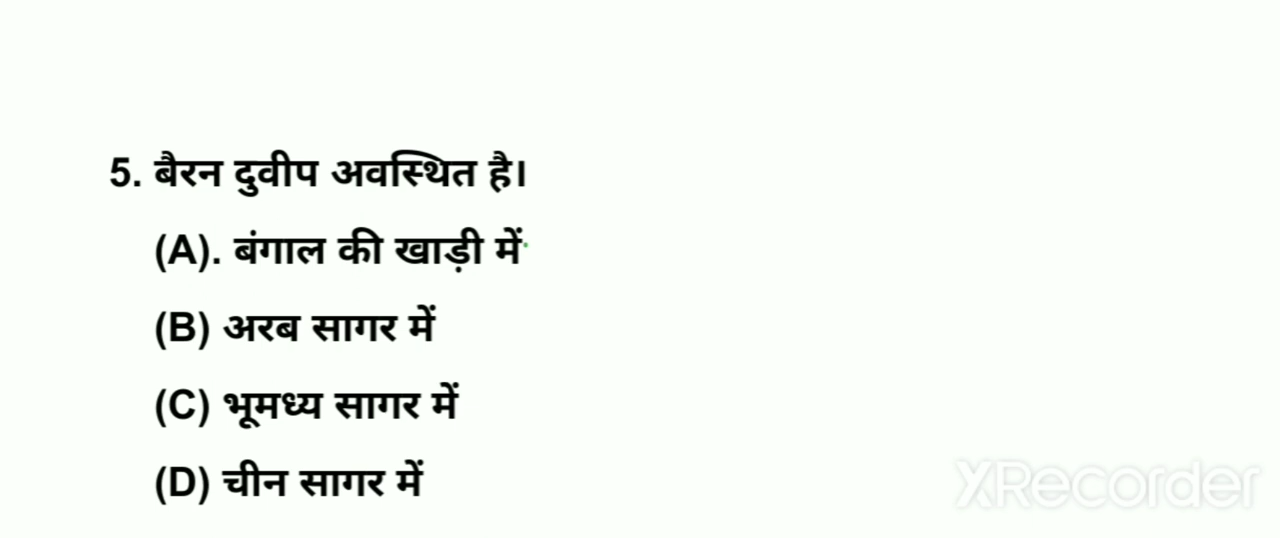 5. बैरन दुवीप अवस्थित है।
(A). बंगाल की खाड़ी में
(B) अरब सागर में
(C) भूमध्य सागर में
(D) चीन सागर में
XRecorder